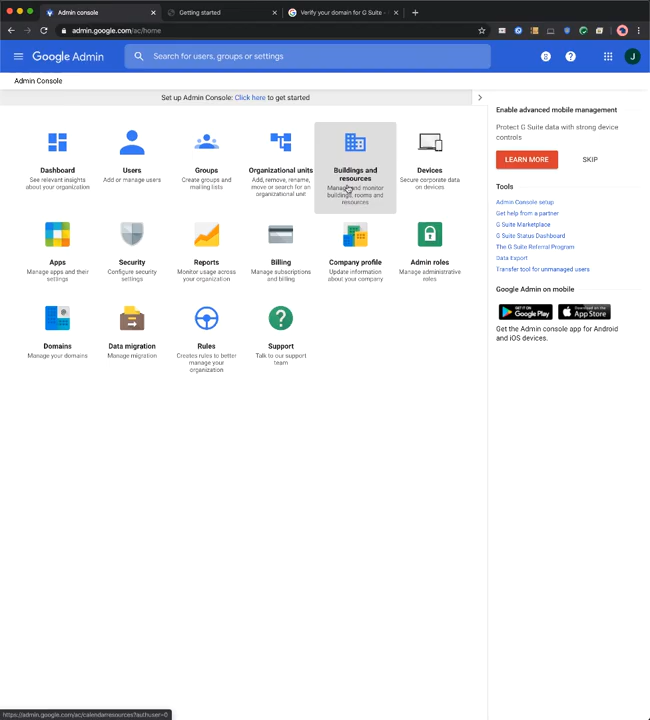 Admin console
Getting started
Verify your domain for G Suite -
admin.google.com/ac/home
Google Admin
Search for users, groups or settings
8
?
J
Admin Console
Set up Admin Console: Click here to get started
Dashboard
See relevant insights
about your organization
Users
Add or manage users
Groups
Create groups and
mailing lists
Organizational units
Add, remove, rename,
move or search for an
organizational unit
Buildings and
resources
Manage and monitor
buildings, rooms and
resources
Devices
Secure corporate data
on devices
Apps
Manage apps and their
settings
Security
Configure security
settings
Reports
Monitor usage across
your organization
Billing
Manage subscriptions
and billing
Company profile
Update information
about your company
Admin roles
Manage administrative
roles
Domains
Manage your domains
Data migration
Manage migration
Rules
Creates rules to better
manage your
organization
Support
Talk to our support
team
Enable advanced mobile management
Protect G Suite data with strong device
controls
LEARN MORE
SKIP
Tools
Admin Console setup
Get help from a partner
G Suite Marketplace
G Suite Status Dashboard
The G Suite Referral Program
Data Export
Transfer tool for unmanaged users
Google Admin on mobile
GET IT ON
Google Play
Download on the
App Store
Get the Admin console app for Android
and iOS devices.
https://admin.google.com/ac/calendarresources?authuser=0